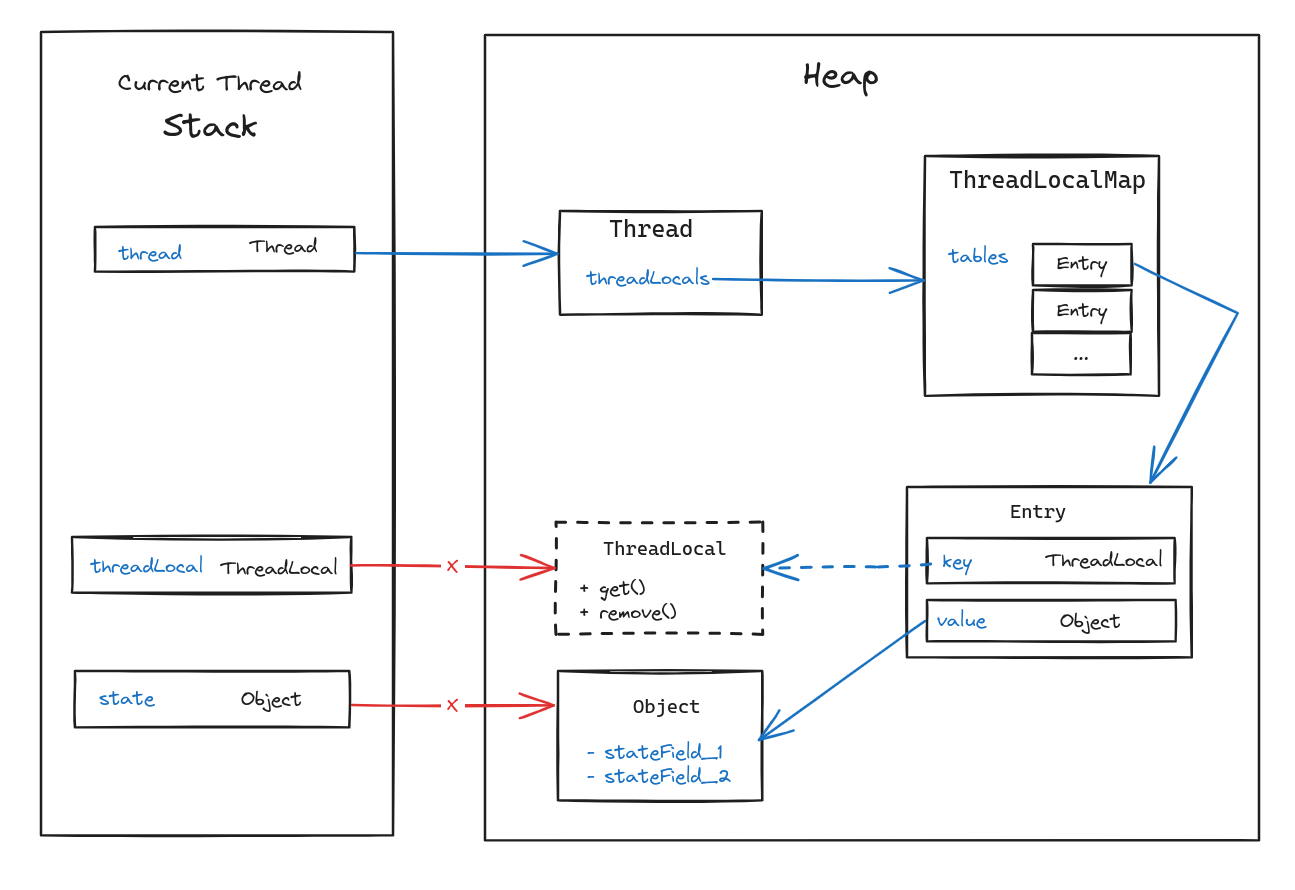 Current Thread
Stack
thread Thread
threadLocal ThreadLocal
state Object
Heap
Thread
threadLocals
ThreadLocalMap
tables
Entry
Entry
...
x
ThreadLocal
+ get()
+ remove()
x
Object
- stateField_1
- stateField_2
Entry
key ThreadLocal
value Object